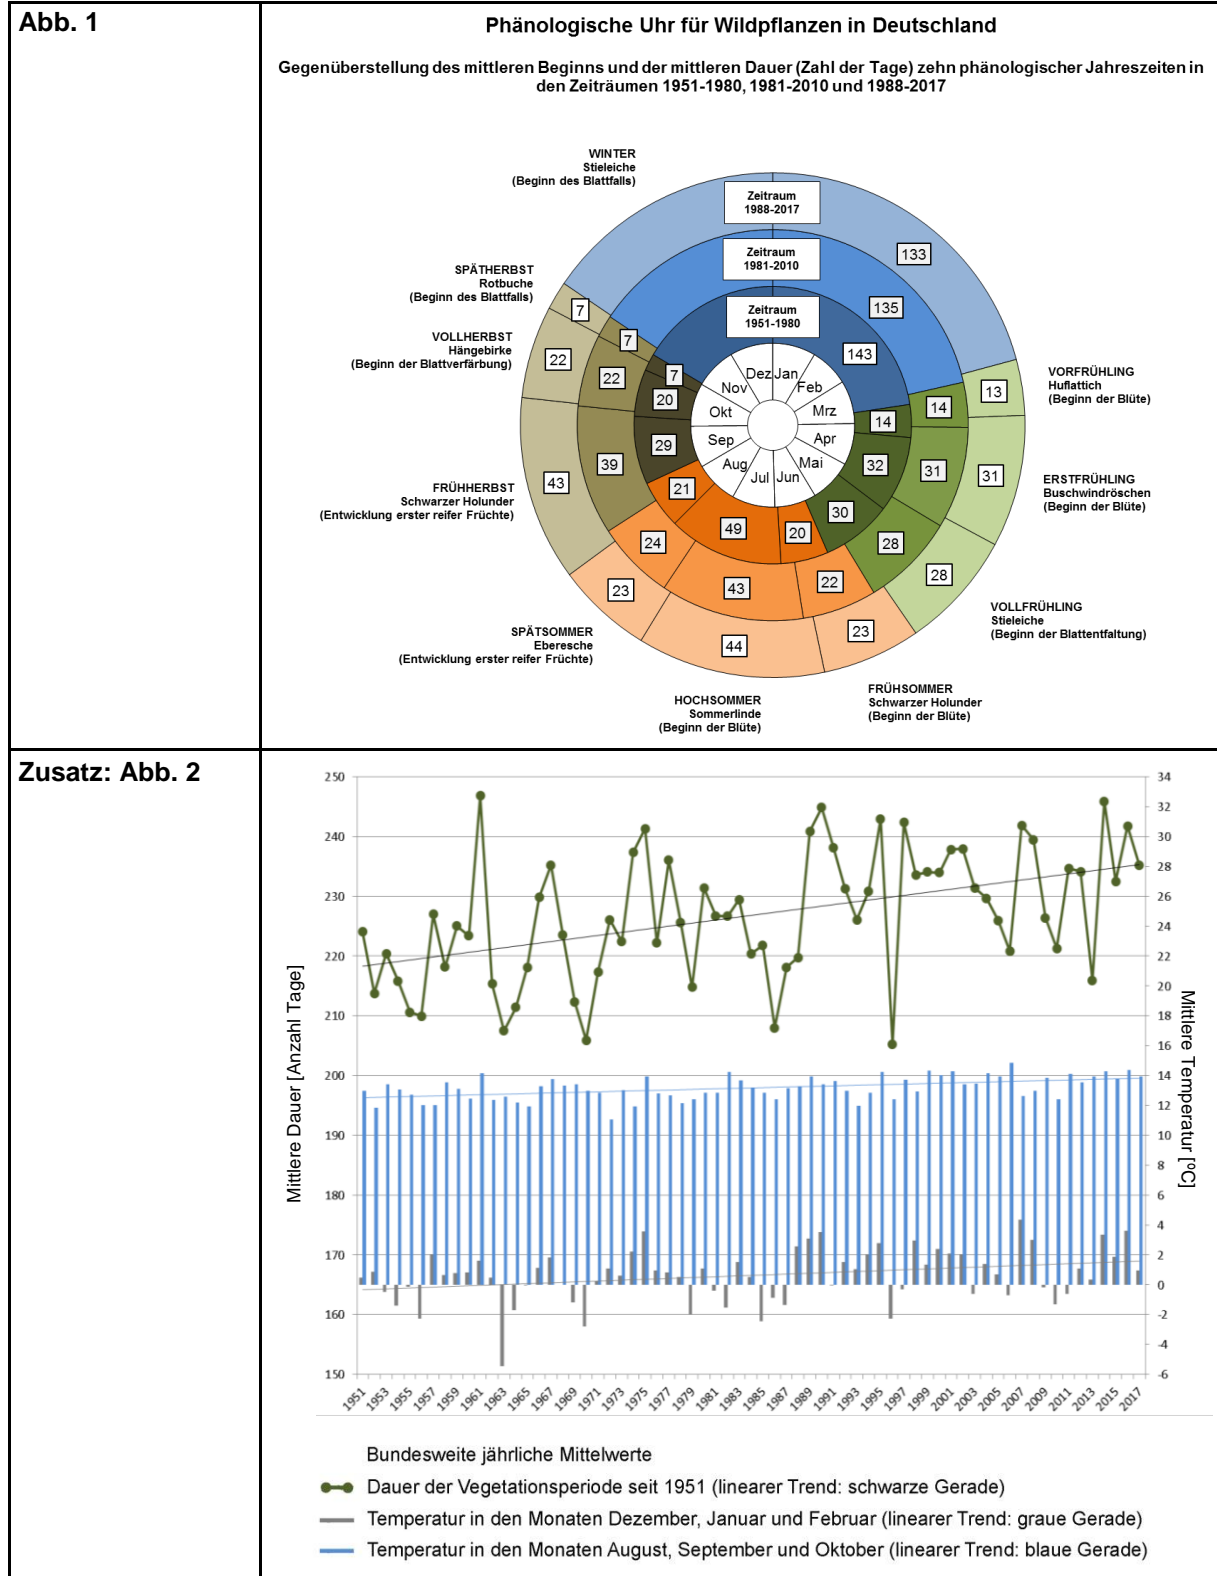 Abb. 1
Phänologische Uhr für Wildpflanzen in Deutschland
Gegenüberstellung des mittleren Beginns und der mittleren Dauer (Zahl der Tage) zehn phänologischer Jahreszeiten in
den Zeiträumen 1951-1980, 1981-2010 und 1988-2017
WINTER
Stieleiche
(Beginn des Blattfalls)
Zeitraum
1988-2017
133
Zeitraum
1981-2010
135
Zeitraum
1951-1980
143
SPÄTHERBST
Rotbuche
(Beginn des Blattfalls)
7
7
7
VOLLHERBST
Hängebirke
(Beginn der Blattverfärbung)
22
22
20
FRÜHHERBST
Schwarzer Holunder
(Entwicklung erster reifer Früchte)
43
39
29
SPÄTSOMMER
Eberesche
(Entwicklung erster reifer Früchte)
23
24
21
HOCHSOMMER
Sommerlinde
(Beginn der Blüte)
44
43
49
FRÜHSOMMER
Schwarzer Holunder
(Beginn der Blüte)
23
22
20
VOLLFRÜHLING
Stieleiche
(Beginn der Blattentfaltung)
28
28
30
ERSTFRÜHLING
Buschwindröschen
(Beginn der Blüte)
31
31
32
VORFRÜHLING
Huflattich
(Beginn der Blüte)
13
14
14
Jan
Feb
Mrz
Apr
Mai
Jun
Jul
Aug
Sep
Okt
Nov
Dez
Zusatz: Abb. 2
250
240
230
220
210
200
190
180
170
160
150
Mittlere Dauer [Anzahl Tage]
34
32
30
28
26
24
22
20
18
16
14
12
10
8
6
4
2
0
-2
-4
-6
Mittlere Temperatur [ºC]
1951
1953
1955
1957
1959
1961
1963
1965
1967
1969
1971
1973
1975
1977
1979
1981
1983
1985
1987
1989
1991
1993
1995
1997
1999
2001
2003
2005
2007
2009
2011
2013
2015
2017
Bundesweite jährliche Mittelwerte
Dauer der Vegetationsperiode seit 1951 (linearer Trend: schwarze Gerade)
Temperatur in den Monaten Dezember, Januar und Februar (linearer Trend: graue Gerade)
Temperatur in den Monaten August, September und Oktober (linearer Trend: blaue Gerade)